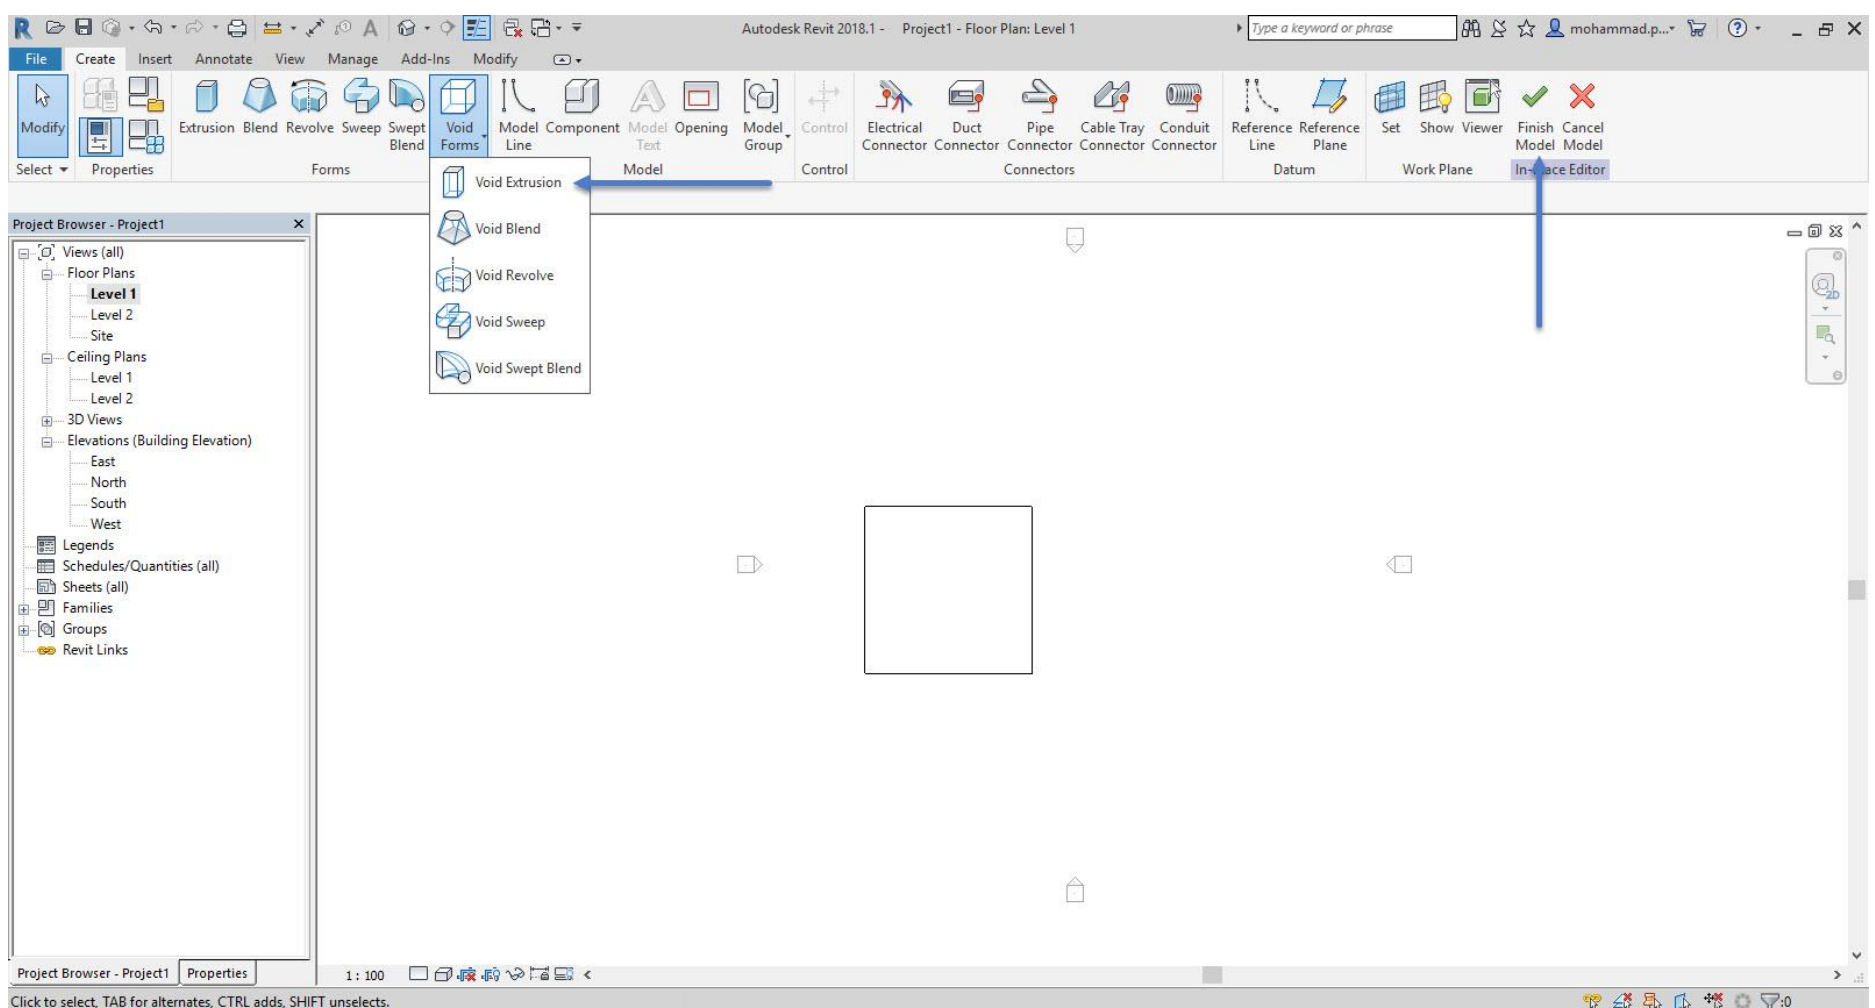 Autodesk Revit 2018.1 - Project1 - Floor Plan: Level 1
Type a keyword or phrase
mohammad.p...
File Create Insert Annotate View Manage Add-Ins Modify
Modify
Extrusion Blend Revolve Sweep Swept Blend
Void Forms
Model Line
Component
Model Text
Opening
Model Group
Control
Electrical Connector
Duct Connector
Pipe Connector
Cable Tray Connector
Conduit Connector
Reference Line
Reference Plane
Set Show Viewer
Finish Model
Cancel Model
Select Properties Forms Model Control Connectors Datum Work Plane
Editor
Void Extrusion
Void Blend
Void Revolve
Void Sweep
Void Swept Blend
Project Browser - Project1
Views (all)
Floor Plans
Level 1
Level 2
Site
Ceiling Plans
Level 1
Level 2
3D Views
Elevations (Building Elevation)
East
North
South
West
Legends
Schedules/Quantities (all)
Sheets (all)
Families
Groups
Revit Links
2D
Project Browser - Project1 Properties
1 : 100
Click to select, TAB for alternates, CTRL adds, SHIFT unselects.
:0